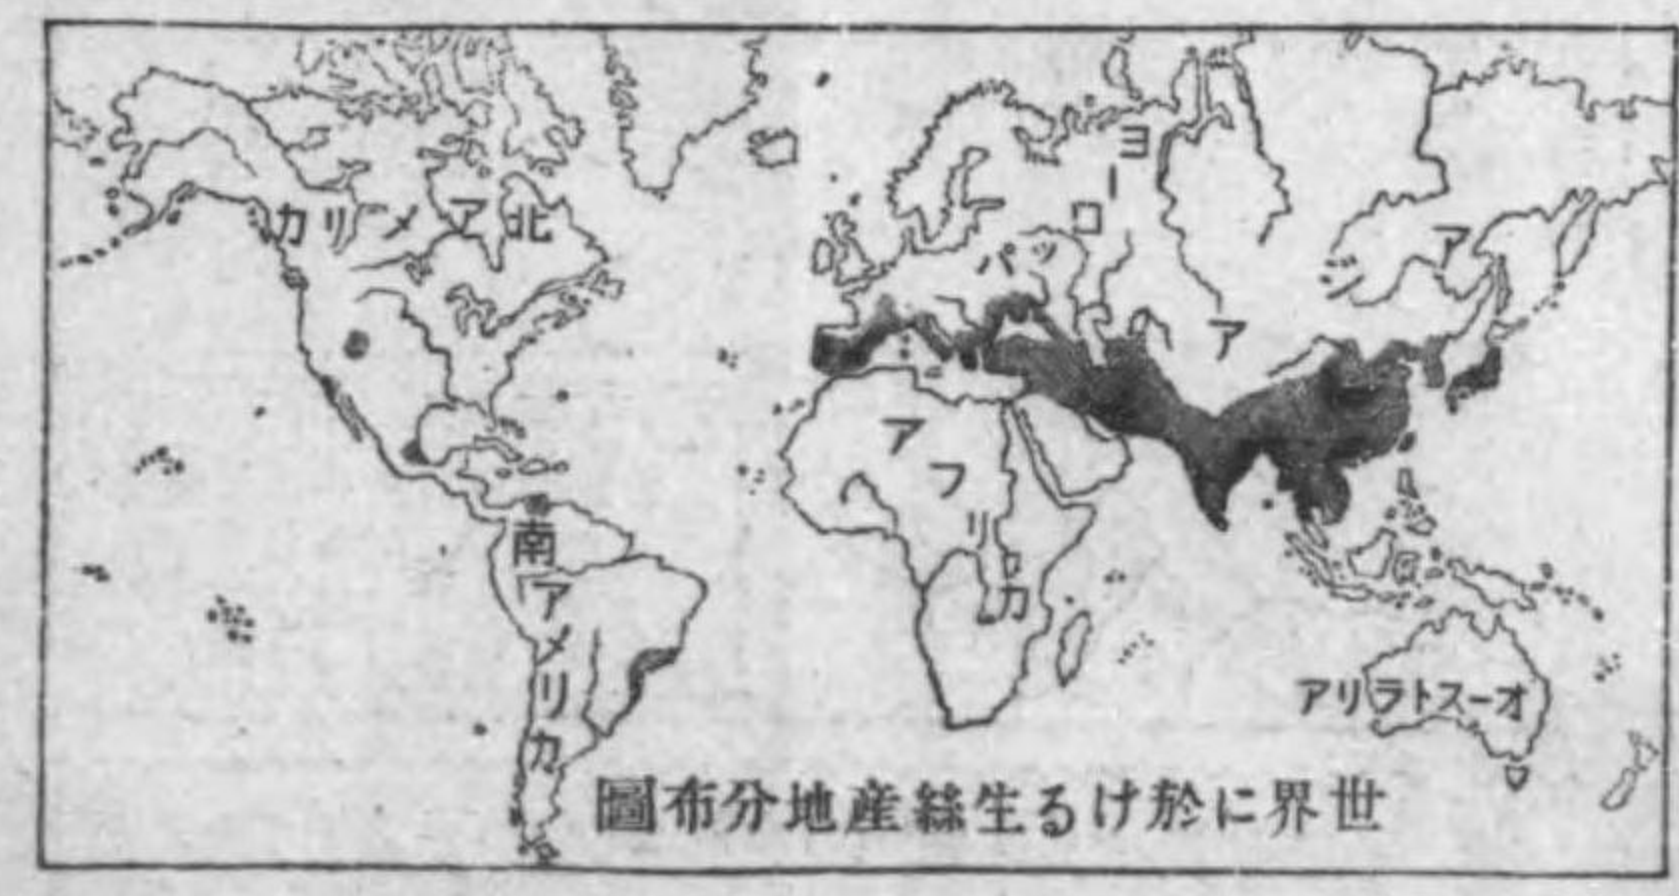 北アメリカ
ヨーロッパ
アジア
アフリカ
南アメリカ
オーストラリア
世界に於ける生絲産地分布圖